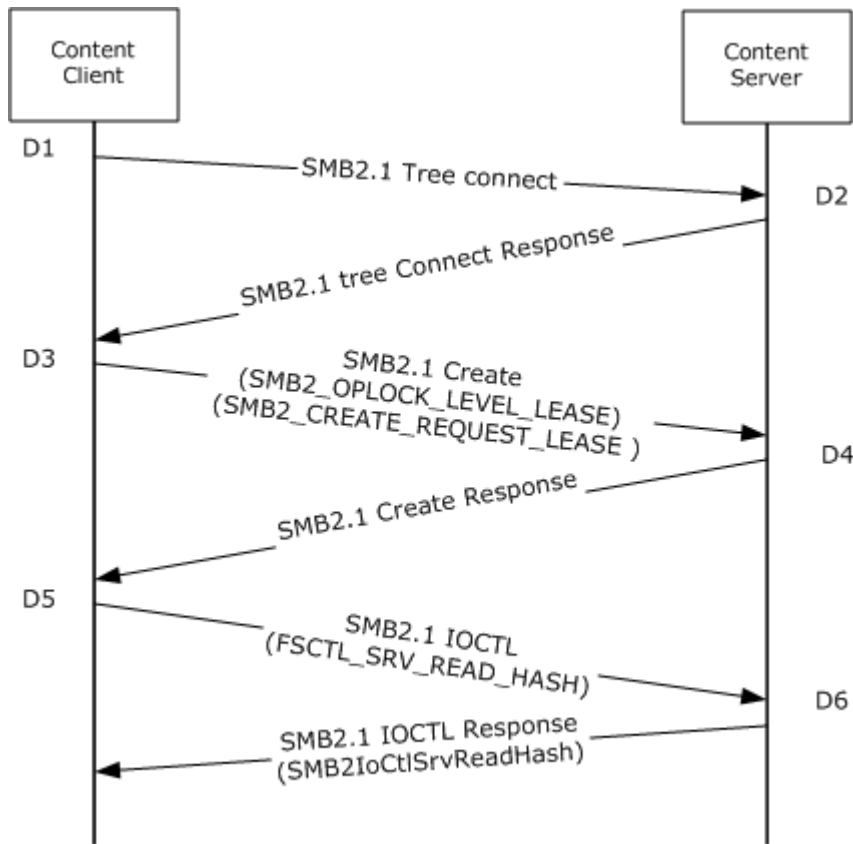 Content
Client
Content
Server
D1
SMB2.1 Tree connect
D2
SMB2.1 tree Connect Response
D3
SMB2.1 Create
(SMB2_OPLOCK_LEVEL_LEASE)
(SMB2_CREATE_REQUEST_LEASE )
D4
SMB2.1 Create Response
D5
SMB2.1 IOCTL
(FSCTL_SRV_READ_HASH)
D6
SMB2.1 IOCTL Response
(SMB2IoCtlSrvReadHash)